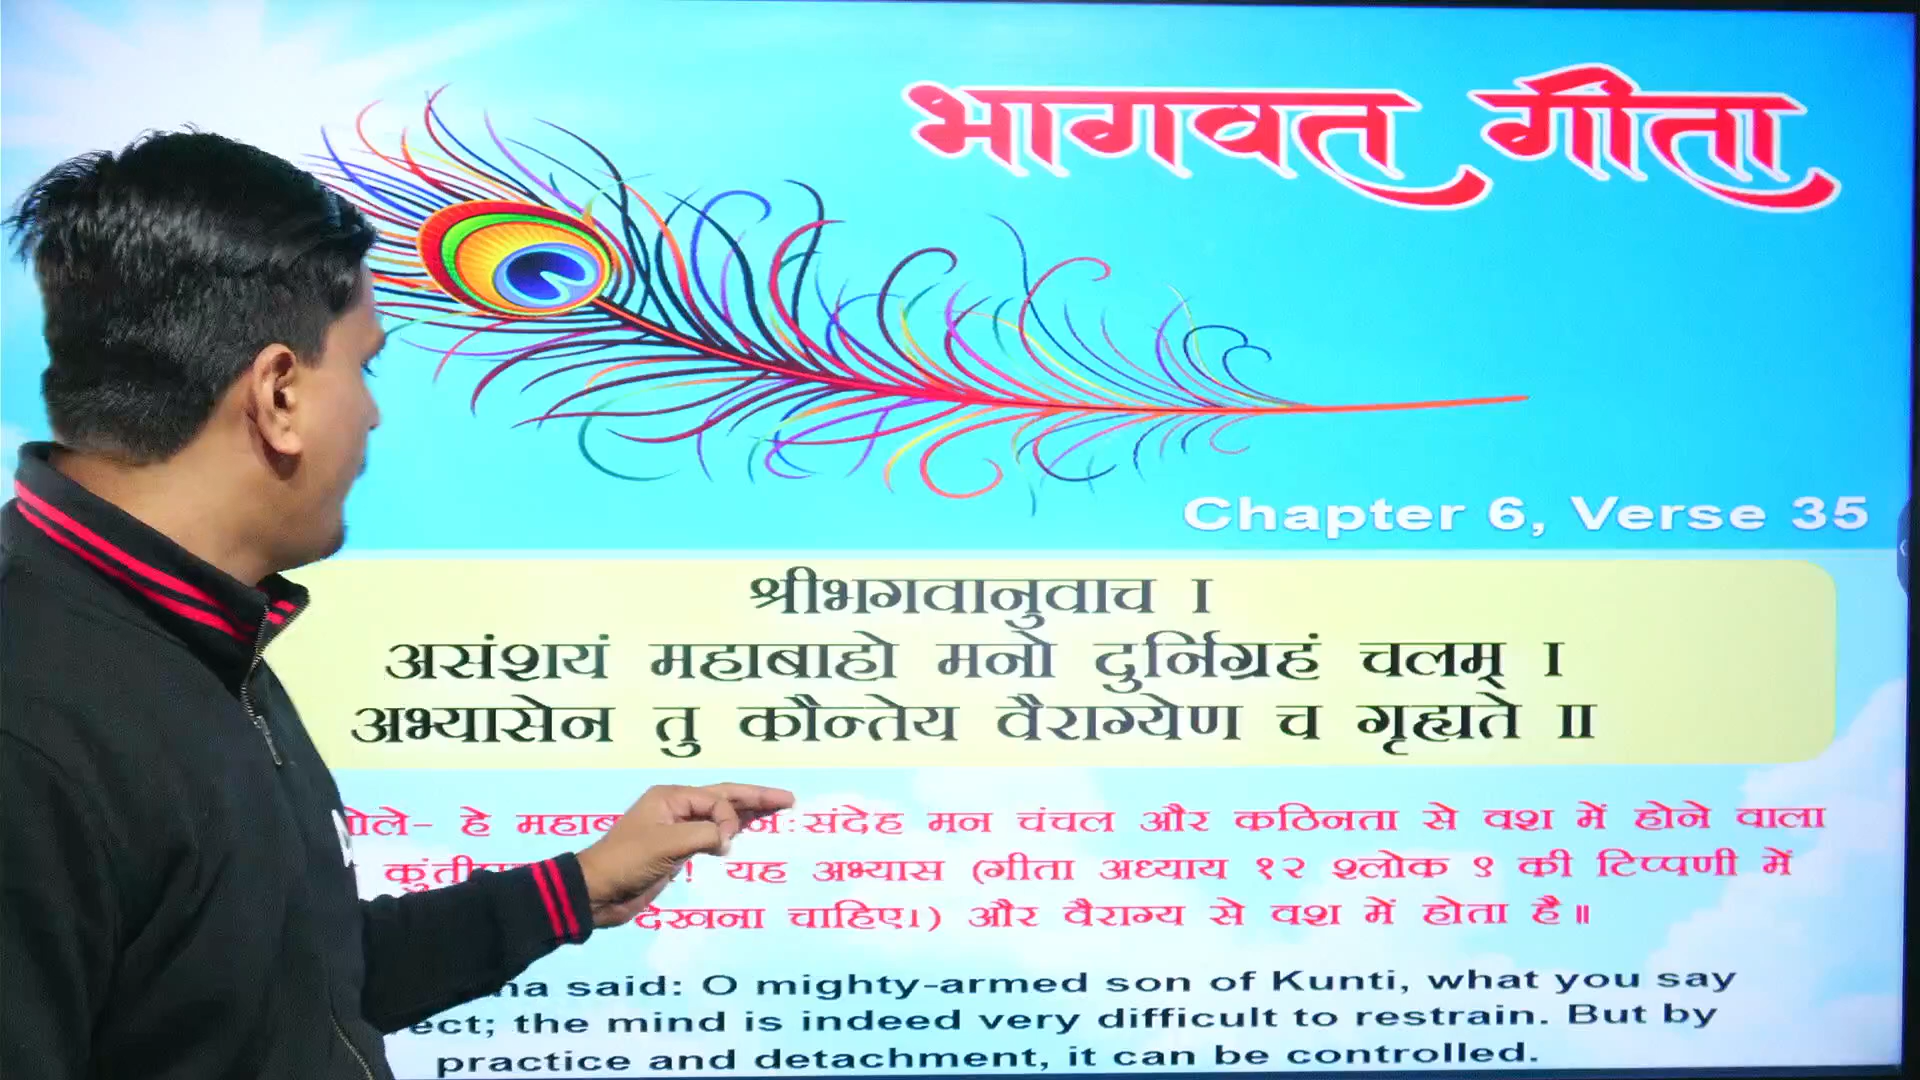 भागवत गीता
Chapter 6, Verse 35
श्रीभगवानुवाच ।
असंशयं महाबाहो मनो दुर्निग्रहं चलम् ।
अभ्यासेन तु कौन्तेय वैराग्येण च गृह्यते ॥
हे संदेह मन चंचल और कठिनता से वश में होने वाला
यह अभ्यास (गीता अध्याय १२ श्लोक ९ की टिप्पणी में
देखना चाहिए।) और वैराग्य से वश में होता है॥
said: O mighty-armed son of Kunti, what you say
the mind is indeed very difficult to restrain. But by
practice and detachment, it can be controlled.